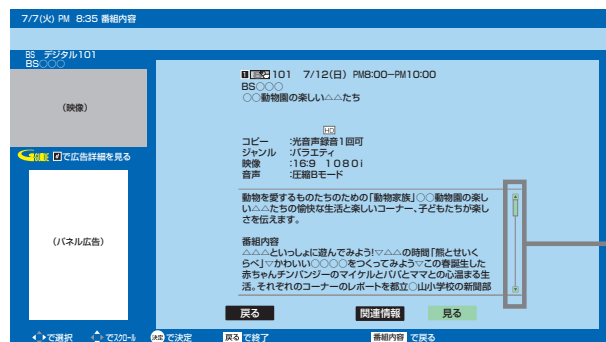 7/7(火) PM 8:35 番組内容
BS デジタル101
BS○○○
(映像)
GGUIDE dで広告詳細を見る
(パネル広告)
101 7/12(日) PM8:00-PM10:00
BS○○○
○○動物園の楽しい△△たち
HD
コピー :光音声録音1回可
ジャンル :バラエティ
映像 :16:9 1080i
音声 :圧縮Bモード
動物を愛するものたちのための「動物家族」○○動物園の楽し
い△△たちの愉快な生活と楽しいコーナー、子どもたちが楽し
さを伝えます。
番組内容
△△△といっしょに遊んでみよう!▽△△の時間「熊とせいく
らべ」▽かわいい○○○○をつくってみよう▽この春誕生した
赤ちゃんチンパンジーのマイケルとパパとママとの心温まる生
活。それぞれのコーナーのレポートを都立○山小学校の新聞部
戻る 関連情報 見る
で選択 でスクロール 決定 で決定 戻る で終了 番組内容 で戻る